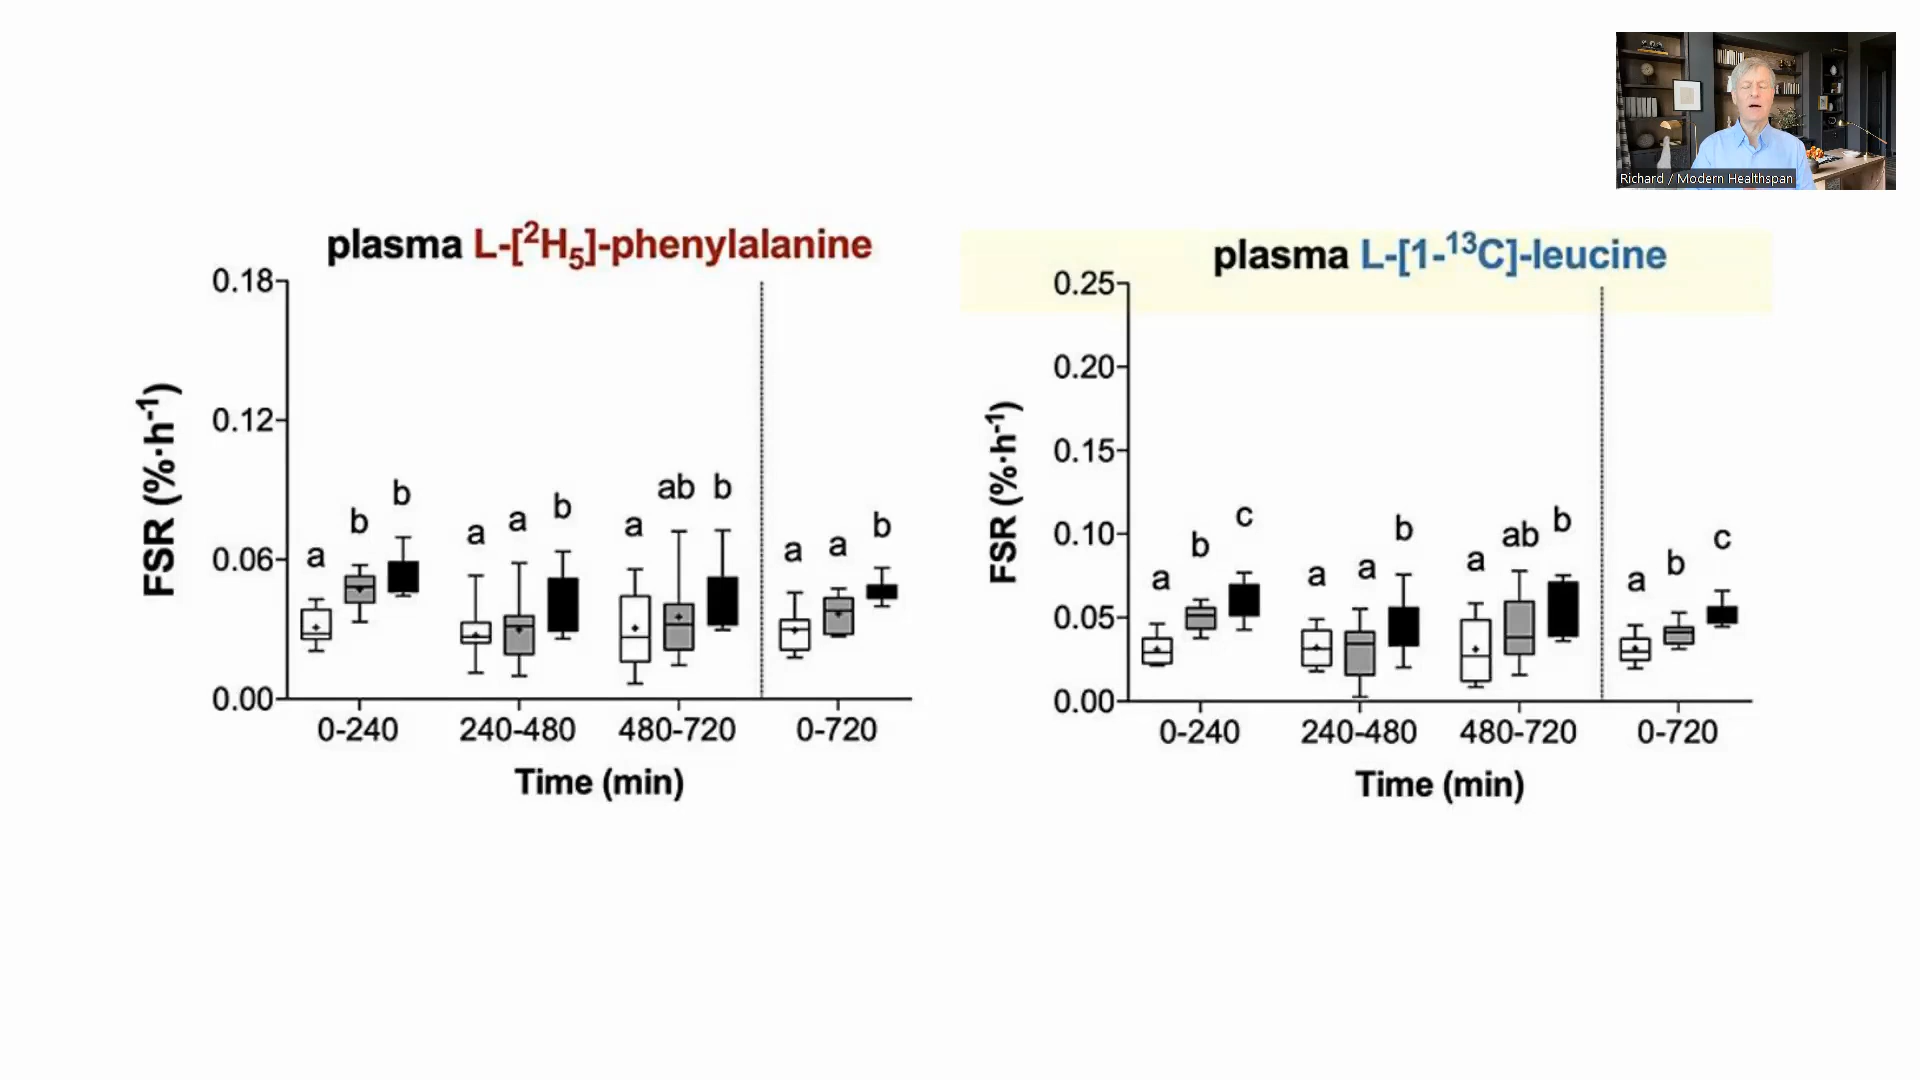 Richard / Modern Healthspan
plasma L-[²H₅]-phenylalanine
FSR (%·h⁻¹)
0.18
0.12
0.06
0.00
a b b
a a b
a ab b
a a b
0-240 240-480 480-720 0-720
Time (min)
plasma L-[1-¹³C]-leucine
FSR (%·h⁻¹)
0.25
0.20
0.15
0.10
0.05
0.00
a b c
a a b
a ab b
a b c
0-240 240-480 480-720 0-720
Time (min)